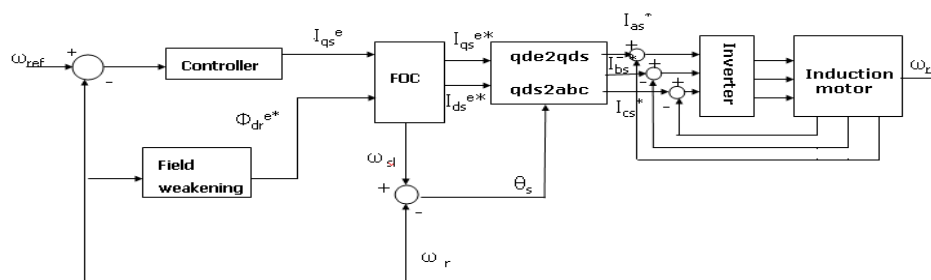 I_as*
I_qs^e
I_qs^e*
ω_ref
+
-
Controller
FOC
qde2qds
qds2abc
+
-
I_bs*
+
-
+
-
I_cs*
Inverter
Induction
motor
ω_r
I_ds^e*
Φ_dr^e*
Field
weakening
ω_sl
+
-
θ_s
ω_r